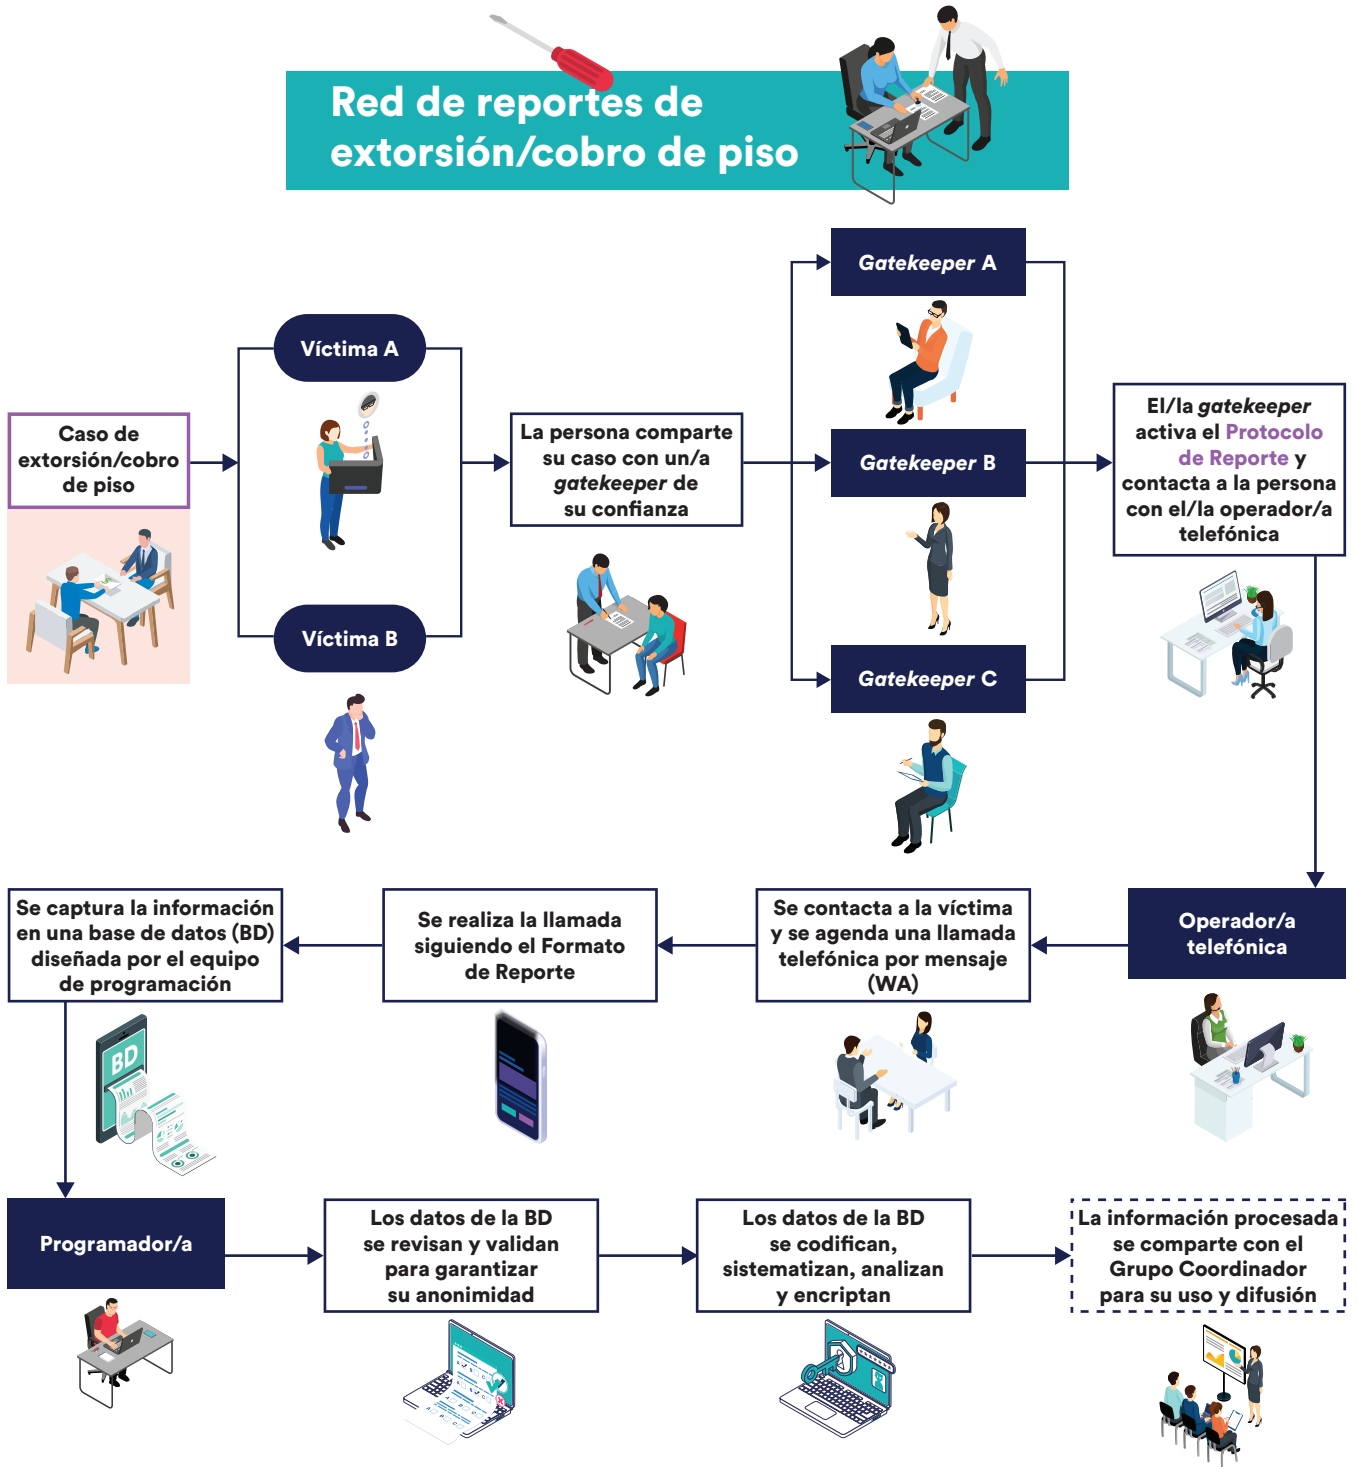 Red de reportes de
extorsión/cobro de piso
Caso de
extorsión/cobro
de piso
Víctima A
Víctima B
La persona comparte
su caso con un/a
gatekeeper de
su confianza
Gatekeeper A
Gatekeeper B
Gatekeeper C
El/la gatekeeper
activa el Protocolo
de Reporte y
contacta a la persona
con el/la operador/a
telefónica
Operador/a
telefónica
Se contacta a la víctima
y se agenda una llamada
telefónica por mensaje
(WA)
Se realiza la llamada
siguiendo el Formato
de Reporte
Se captura la información
en una base de datos (BD)
diseñada por el equipo
de programación
BD
Programador/a
Los datos de la BD
se revisan y validan
para garantizar
su anonimidad
Los datos de la BD
se codifican,
sistematizan, analizan
y encriptan
La información procesada
se comparte con el
Grupo Coordinador
para su uso y difusión